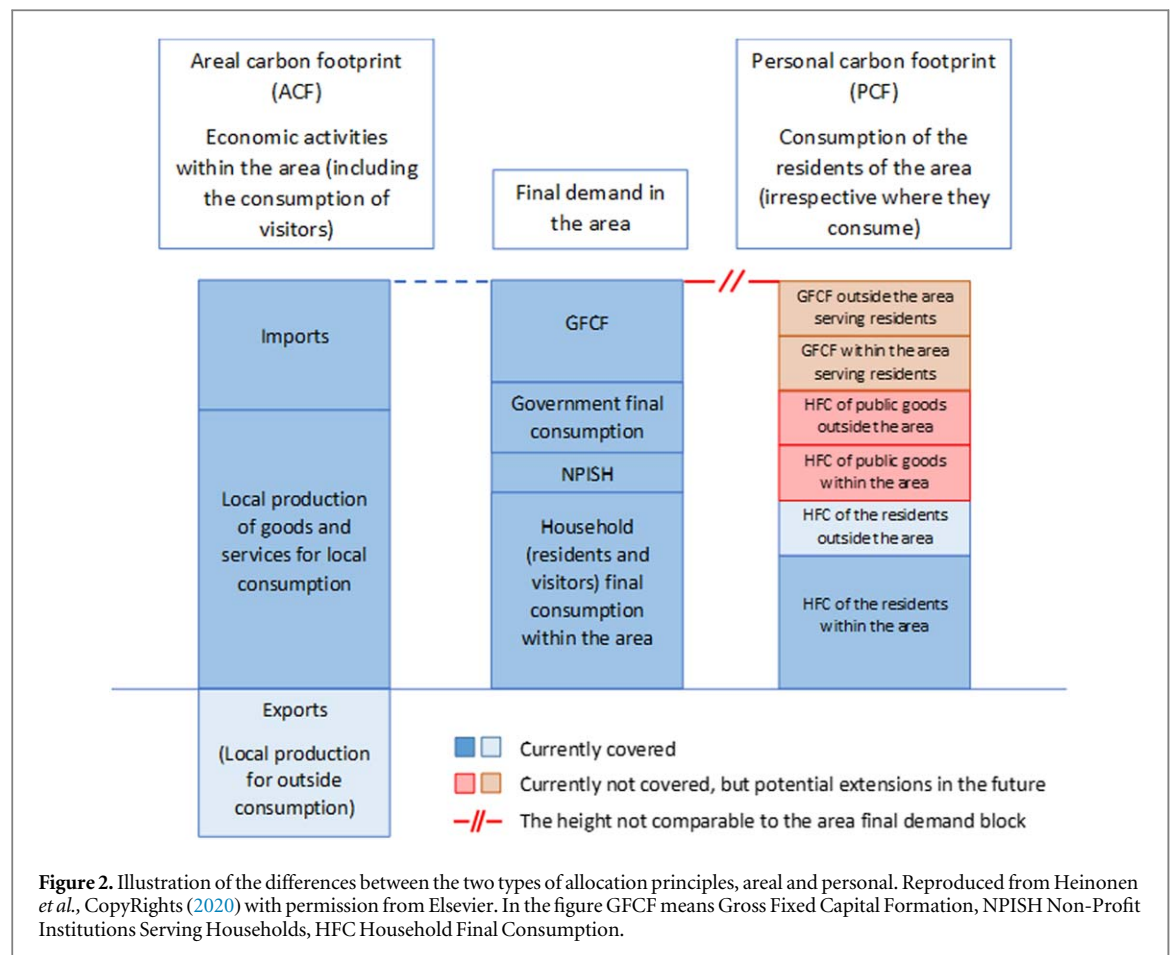 Areal carbon footprint
(ACF)
Economic activities
within the area (including
the consumption of
visitors)
Final demand in
the area
Personal carbon footprint
(PCF)
Consumption of the
residents of the area
(irrespective where they
consume)
Imports
Local production
of goods and
services for local
consumption
Exports
(Local production
for outside
consumption)
GFCF
Government final
consumption
NPISH
Household
(residents and
visitors) final
consumption
within the area
GFCF outside the area
serving residents
GFCF within the area
serving residents
HFC of public goods
outside the area
HFC of public goods
within the area
HFC of the residents
outside the area
HFC of the residents
within the area
Currently covered
Currently not covered, but potential extensions in the future
The height not comparable to the area final demand block
Figure 2. Illustration of the differences between the two types of allocation principles, areal and personal. Reproduced from Heinonen
et al., CopyRights (2020) with permission from Elsevier. In the figure GFCF means Gross Fixed Capital Formation, NPISH Non-Profit
Institutions Serving Households, HFC Household Final Consumption.